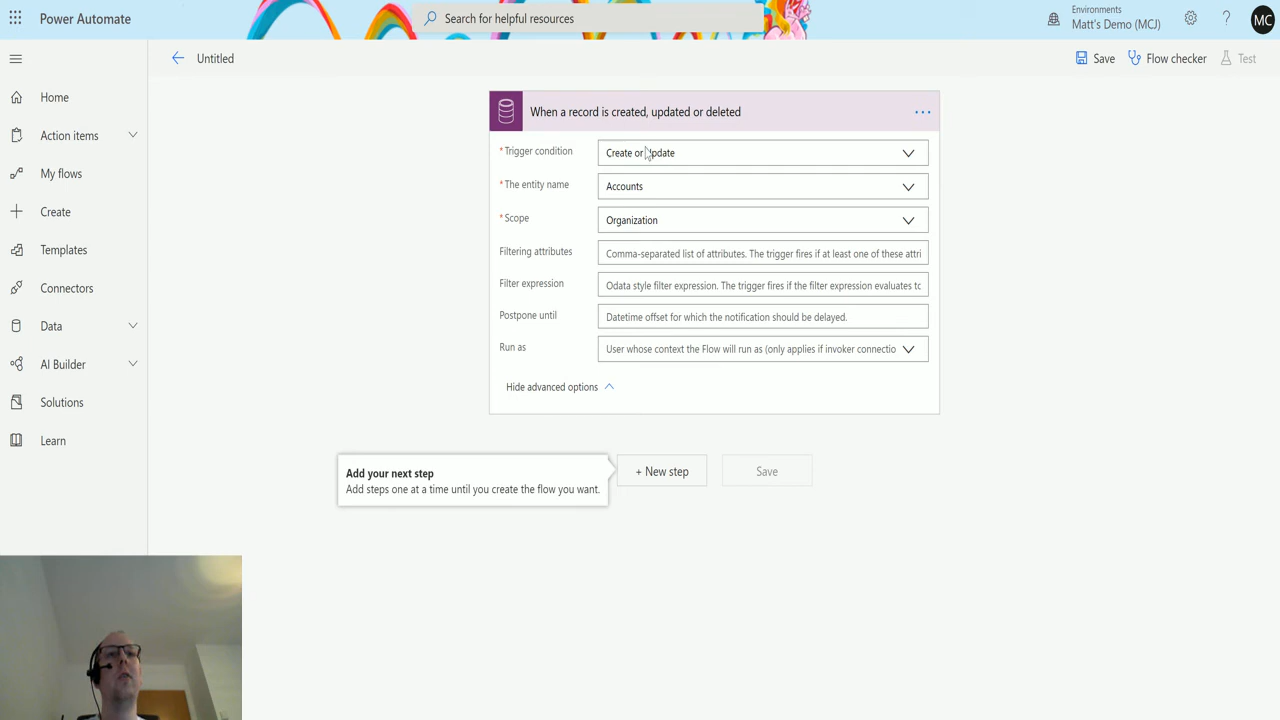 Power Automate
Search for helpful resources
Environments
Matt's Demo (MCJ)
MC
Untitled
Save
Flow checker
Test
Home
Action items
My flows
Create
Templates
Connectors
Data
AI Builder
Solutions
Learn
When a record is created, updated or deleted
* Trigger condition
Create or update
* The entity name
Accounts
* Scope
Organization
Filtering attributes
Comma-separated list of attributes. The trigger fires if at least one of these attri
Filter expression
Odata style filter expression. The trigger fires if the filter expression evaluates to
Postpone until
Datetime offset for which the notification should be delayed.
Run as
User whose context the Flow will run as (only applies if invoker connectio
Hide advanced options
Add your next step
Add steps one at a time until you create the flow you want.
+ New step
Save